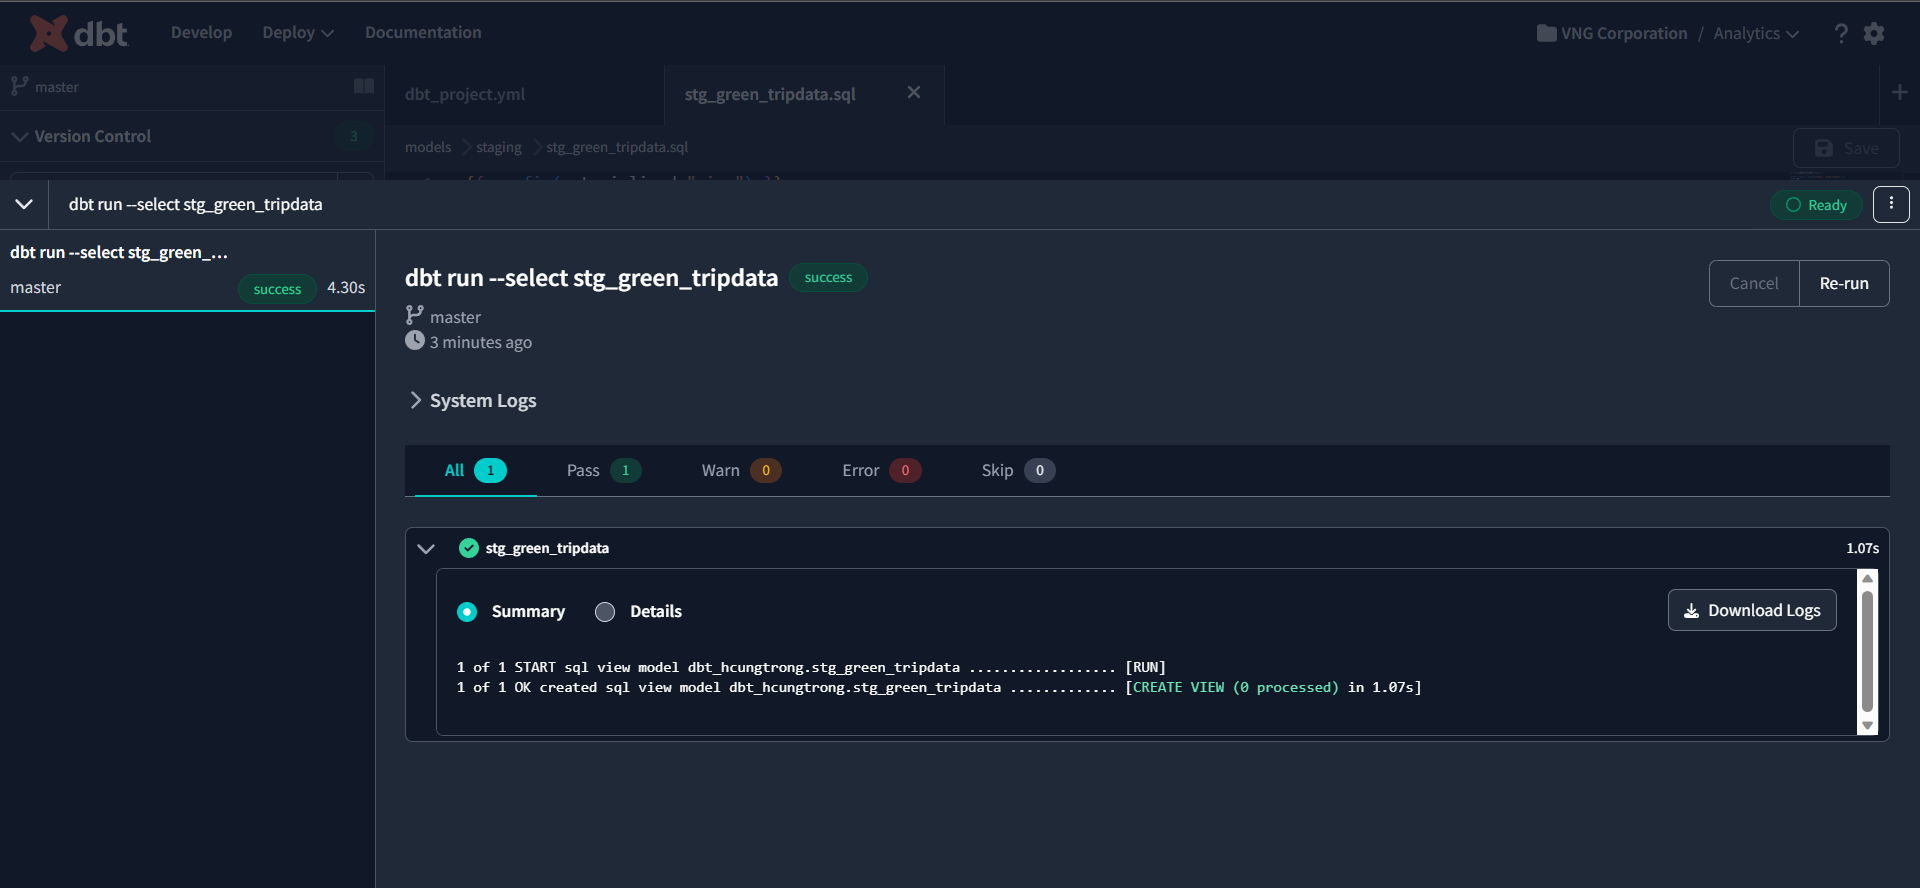 dbt Develop Deploy Documentation VNG Corporation / Analytics ?
master
dbt_project.yml stg_green_tripdata.sql
Version Control 3
models staging stg_green_tripdata.sql Save
dbt run --select stg_green_tripdata Ready
dbt run --select stg_green_...
master success 4.30s
dbt run --select stg_green_tripdata success
Cancel Re-run
master
3 minutes ago
System Logs
All 1 Pass 1 Warn 0 Error 0 Skip 0
stg_green_tripdata 1.07s
Summary Details Download Logs
1 of 1 START sql view model dbt_hcungtrong.stg_green_tripdata .................. [RUN]
1 of 1 OK created sql view model dbt_hcungtrong.stg_green_tripdata ............. [CREATE VIEW (0 processed) in 1.07s]